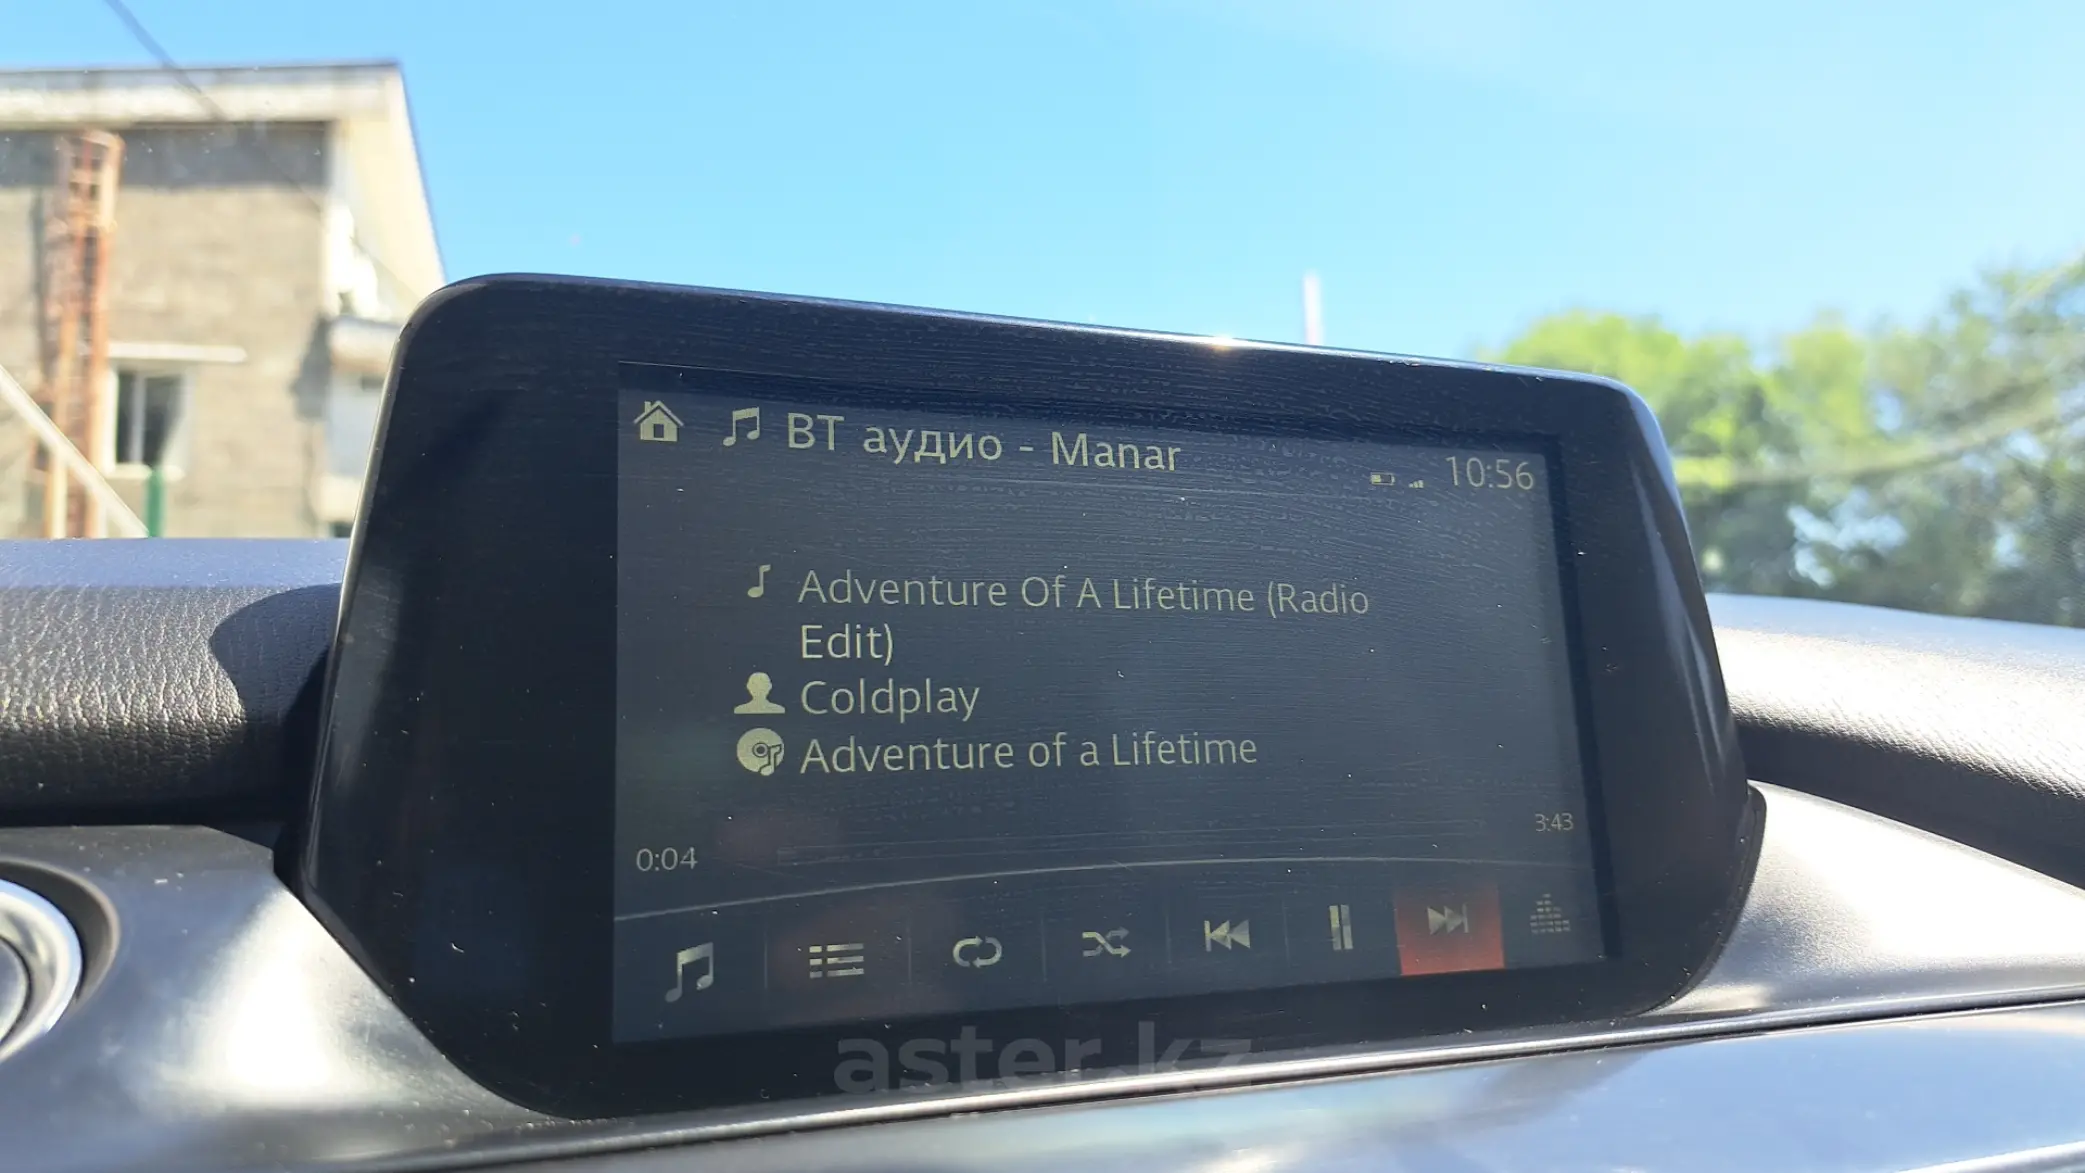 ВТ аудио - Manar
10:56
Adventure Of A Lifetime (Radio
Edit)
Coldplay
Adventure of a Lifetime
0:04
3:43
aster.kz